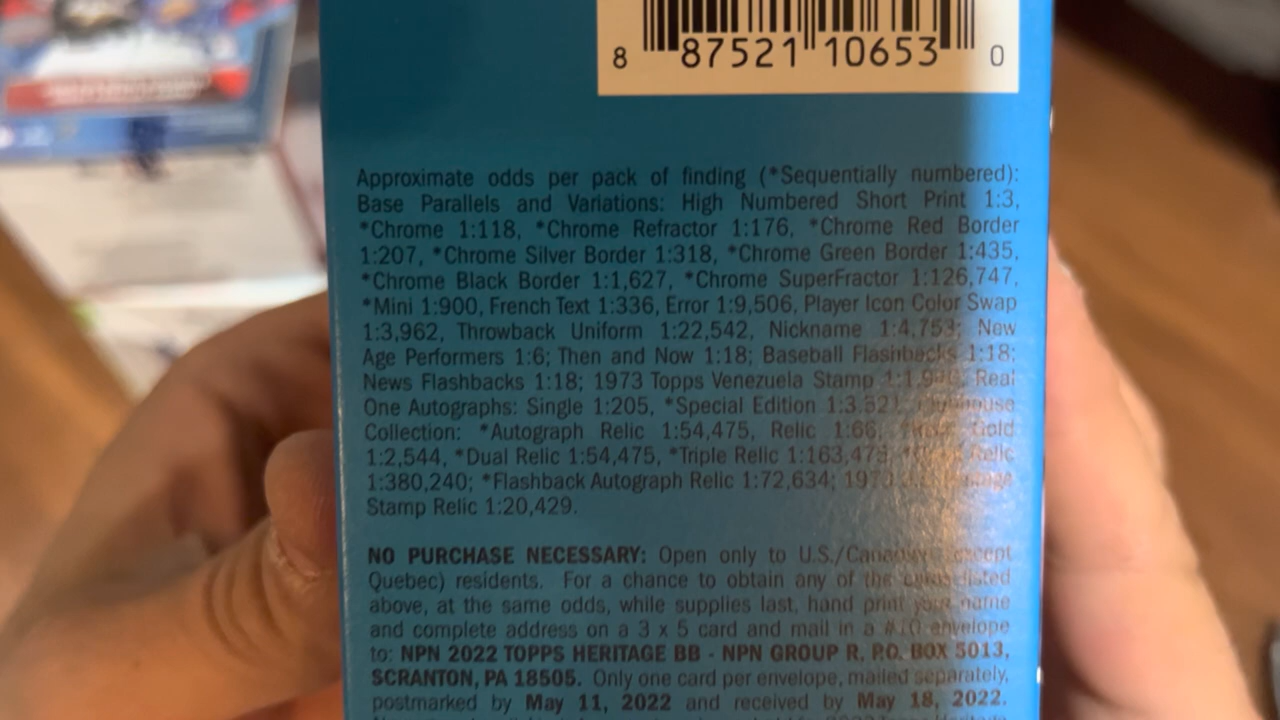 8 87521 10653 0
Approximate odds per pack of finding (*Sequentially numbered):
Base Parallels and Variations: High Numbered Short Print 1:3,
*Chrome 1:118, *Chrome Refractor 1:176, *Chrome Red Border
1:207, *Chrome Silver Border 1:318, *Chrome Green Border 1:435,
*Chrome Black Border 1:1,627, *Chrome SuperFractor 1:126,747,
*Mini 1:900, French Text 1:336, Error 1:9,506, Player Icon Color Swap
1:3,962, Throwback Uniform 1:22,542, Nickname 1:4,753; New
Age Performers 1:6; Then and Now 1:18; Baseball Flashbacks 1:18;
News Flashbacks 1:18; 1973 Topps Venezuela Stamp Real
One Autographs: Single 1:205, *Special Edition 1:3,521, Clubhouse
Collection: *Autograph Relic 1:54,475, Relic 1:66, Gold
1:2,544, *Dual Relic 1:54,475, *Triple Relic Relic
1:380,240; *Flashback Autograph Relic 1:72,634;
Stamp Relic 1:20,429.
NO PURCHASE NECESSARY: Open only to U.S./Canadian (except
Quebec) residents. For a chance to obtain any of the cards listed
above, at the same odds, while supplies last, hand print your name
and complete address on a 3 x 5 card and mail in a #10 envelope
to: NPN 2022 TOPPS HERITAGE BB - NPN GROUP R, P.O. BOX 5013,
SCRANTON, PA 18505. Only one card per envelope, mailed separately,
postmarked by May 11, 2022 and received by May 18, 2022.